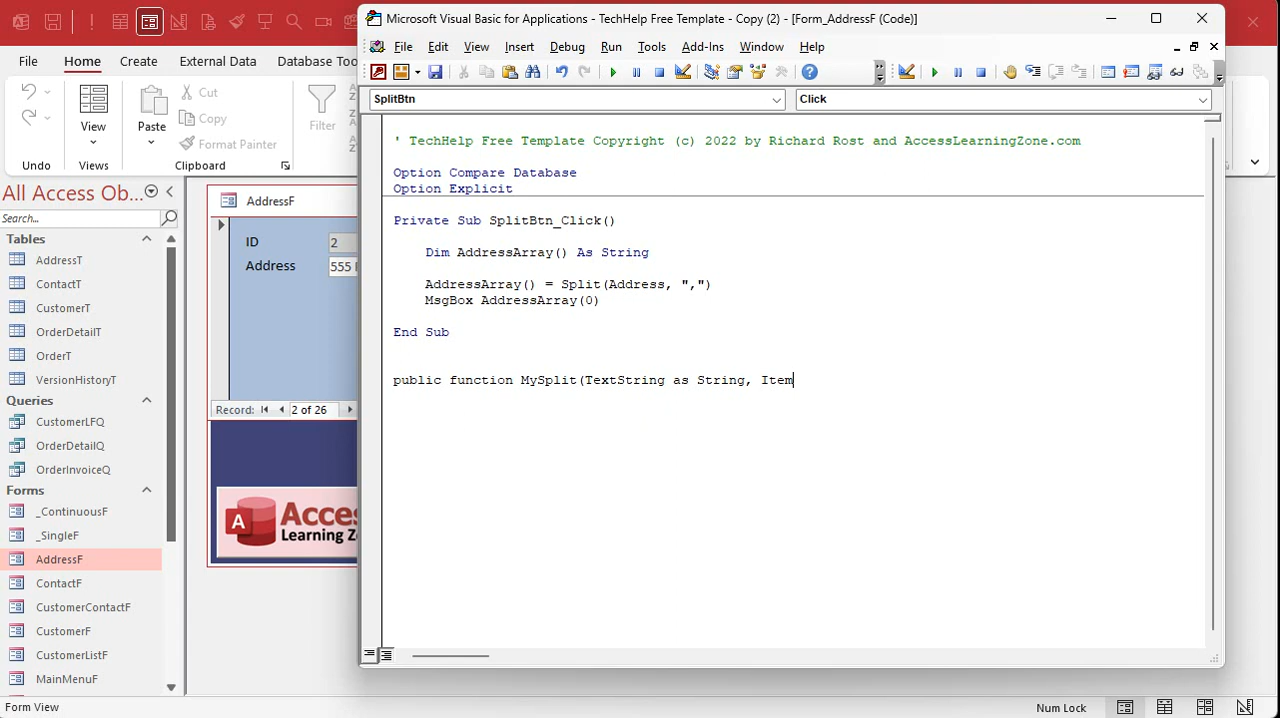 Microsoft Visual Basic for Applications - TechHelp Free Template - Copy (2) - [Form_AddressF (Code)]
File Edit View Insert Debug Run Tools Add-Ins Window Help
SplitBtn
Click
' TechHelp Free Template Copyright (c) 2022 by Richard Rost and AccessLearningZone.com
Option Compare Database
Option Explicit
Private Sub SplitBtn_Click()
Dim AddressArray() As String
AddressArray() = Split(Address, ",")
MsgBox AddressArray(0)
End Sub
public function MySplit(TextString as String, Item
File Home Create External Data Database Too
Undo
View
Views
Paste
Cut
Copy
Format Painter
Clipboard
Filter
All Access Ob...
Search...
Tables
AddressT
ContactT
CustomerT
OrderDetailT
OrderT
VersionHistoryT
Queries
CustomerLFQ
OrderDetailQ
OrderInvoiceQ
Forms
_ContinuousF
_SingleF
AddressF
ContactF
CustomerContactF
CustomerF
CustomerListF
MainMenuF
AddressF
ID 2
Address 555
Record: 2 of 26
A Acces
Learning Zo
Form View
Num Lock